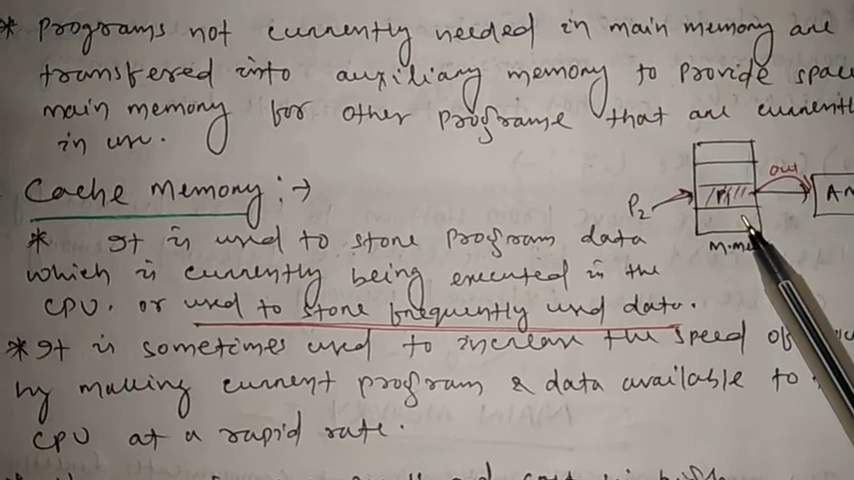 * Programs not currently needed in main memory are
transfered into auxiliary memory to provide space
main memory for other programs that are currently
in use.
Cache Memory :→
P2
P1
out
A
M.me
* It is used to store program data
which is currently being executed in the
CPU. or used to store frequently used data.
* It is sometimes used to increase the speed of
by making current program & data available to
CPU at a rapid rate.